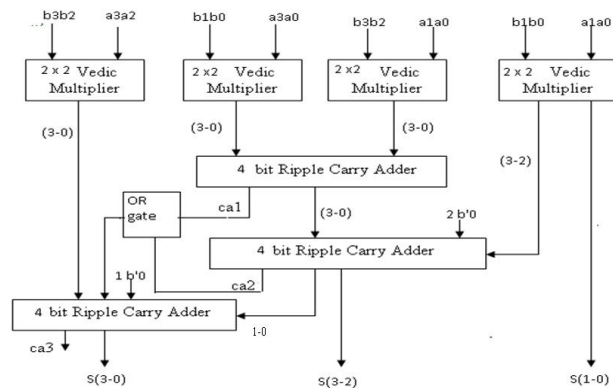 b3b2 a3a2 b1b0 a3a0 b3b2 a1a0 b1b0 a1a0
2 x 2 Vedic Multiplier
2 x2 Vedic Multiplier
2 x 2 Vedic Multiplier
2 x 2 Vedic Multiplier
(3-0) (3-0) (3-0) (3-2)
4 bit Ripple Carry Adder
OR gate
ca1
(3-0)
2 b'0
4 bit Ripple Carry Adder
1 b'0
ca2
4 bit Ripple Carry Adder
1-0
ca3
S(3-0) S(3-2) S(1-0)